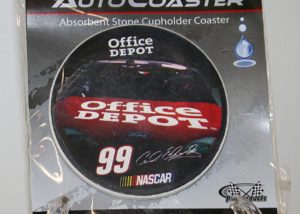 AUTOCOASTER
Absorbent Stone Cupholder Coaster
Office
DEPOT
Office
DEPOT
99
NASCAR